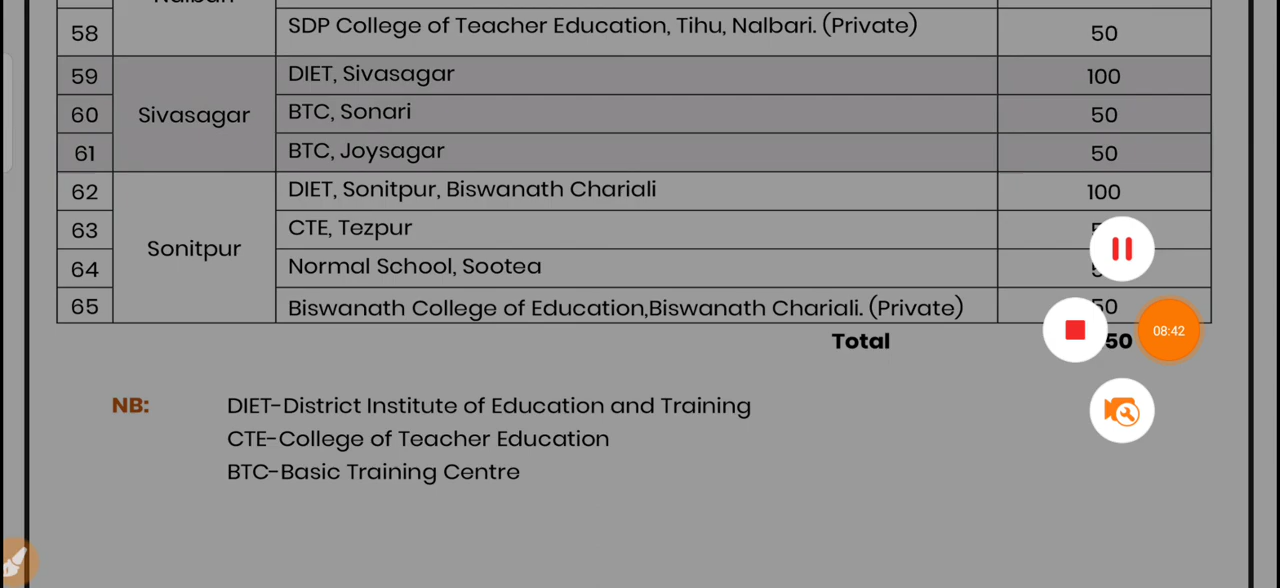 58 SDP College of Teacher Education, Tihu, Nalbari. (Private) 50
59 DIET, Sivasagar 100
60 Sivasagar BTC, Sonari 50
61 BTC, Joysagar 50
62 DIET, Sonitpur, Biswanath Chariali 100
63 CTE, Tezpur
Sonitpur
64 Normal School, Sootea
65 Biswanath College of Education,Biswanath Chariali. (Private) 50
Total 50
08:42
NB: DIET-District Institute of Education and Training
CTE-College of Teacher Education
BTC-Basic Training Centre